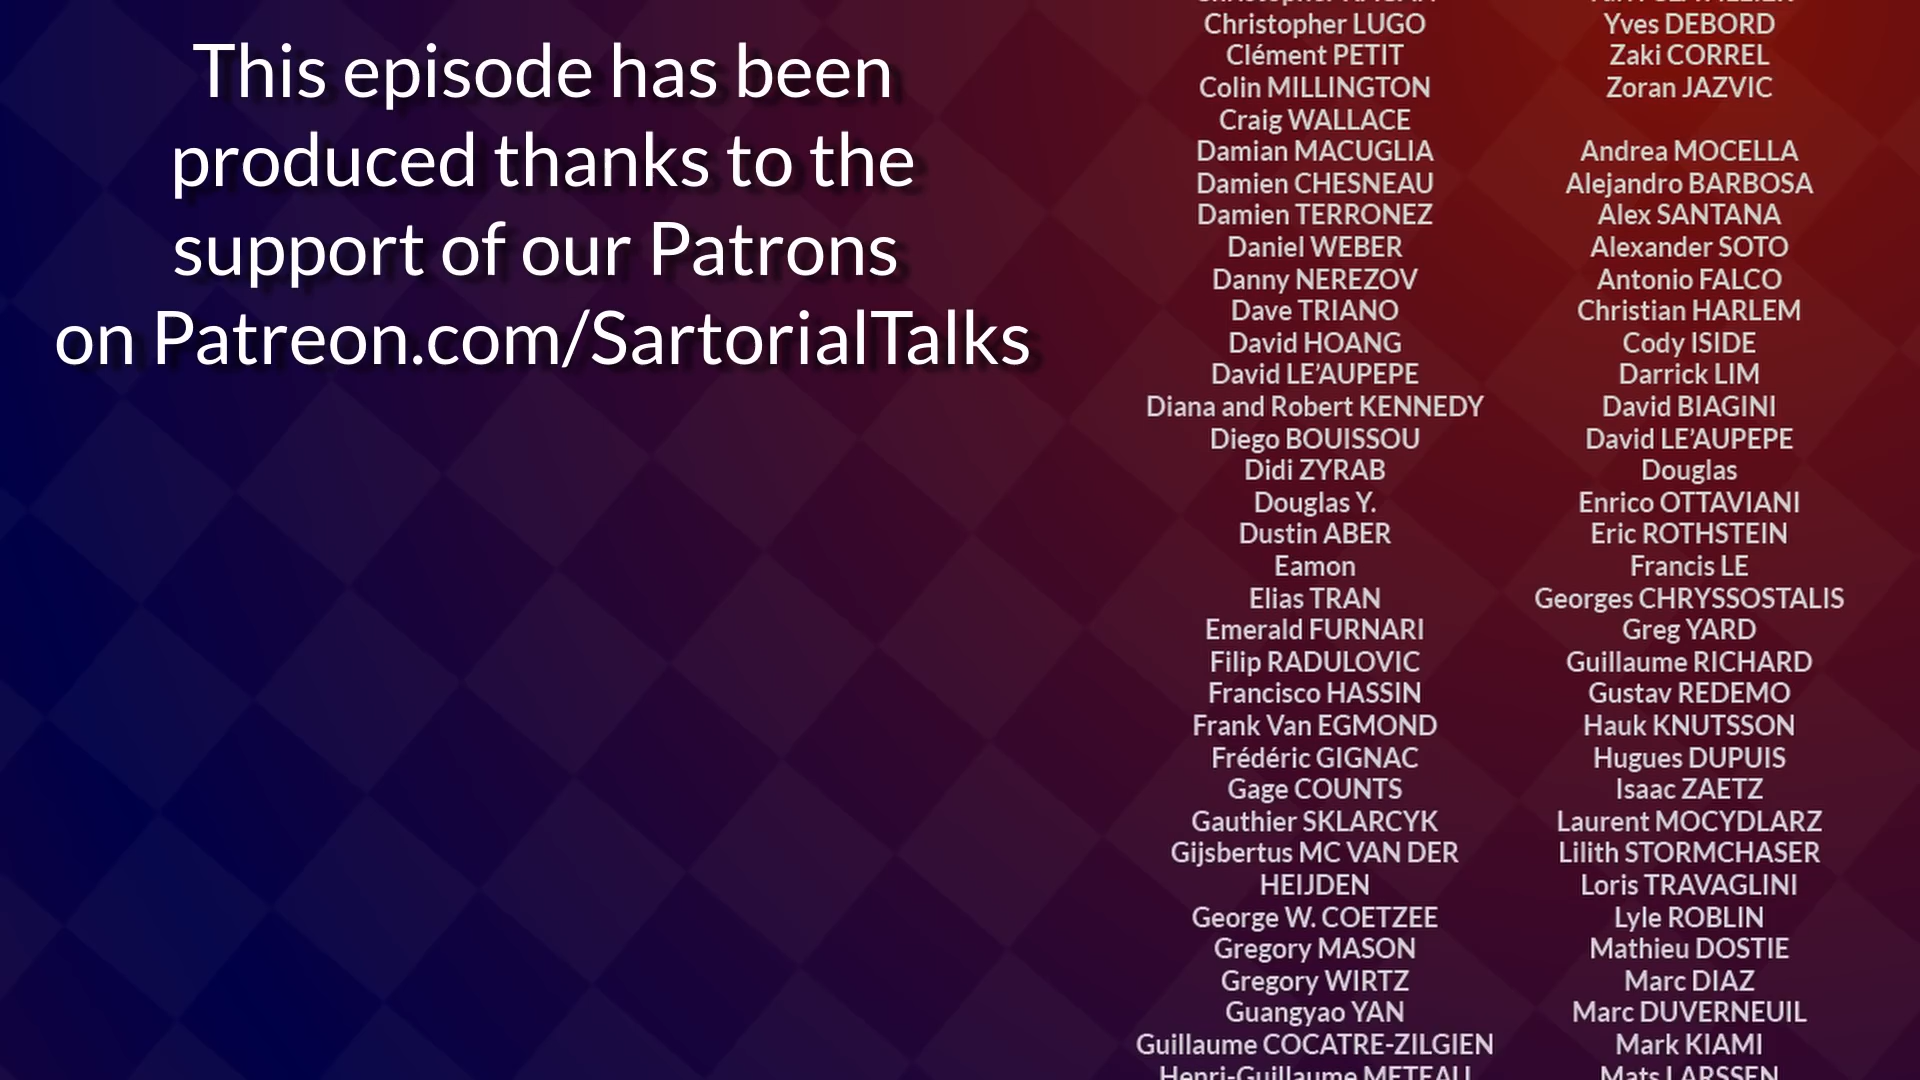 This episode has been
produced thanks to the
support of our Patrons
on Patreon.com/SartorialTalks
Christopher LUGO
Clément PETIT
Colin MILLINGTON
Craig WALLACE
Damian MACUGLIA
Damien CHESNEAU
Damien TERRONEZ
Daniel WEBER
Danny NEREZOV
Dave TRIANO
David HOANG
David LE’AUPEPE
Diana and Robert KENNEDY
Diego BOUISSOU
Didi ZYRAB
Douglas Y.
Dustin ABER
Eamon
Elias TRAN
Emerald FURNARI
Filip RADULOVIC
Francisco HASSIN
Frank Van EGMOND
Frédéric GIGNAC
Gage COUNTS
Gauthier SKLARCYK
Gijsbertus MC VAN DER
HEIJDEN
George W. COETZEE
Gregory MASON
Gregory WIRTZ
Guangyao YAN
Guillaume COCATRE-ZILGIEN
Henri-Guillaume METEAU
Yves DEBORD
Zaki CORREL
Zoran JAZVIC
Andrea MOCELLA
Alejandro BARBOSA
Alex SANTANA
Alexander SOTO
Antonio FALCO
Christian HARLEM
Cody ISIDE
Darrick LIM
David BIAGINI
David LE’AUPEPE
Douglas
Enrico OTTAVIANI
Eric ROTHSTEIN
Francis LE
Georges CHRYSSOSTALIS
Greg YARD
Guillaume RICHARD
Gustav REDEMO
Hauk KNUTSSON
Hugues DUPUIS
Isaac ZAETZ
Laurent MOCYDLARZ
Lilith STORMCHASER
Loris TRAVAGLINI
Lyle ROBLIN
Mathieu DOSTIE
Marc DIAZ
Marc DUVERNEUIL
Mark KIAMI
Mats LARSSEN